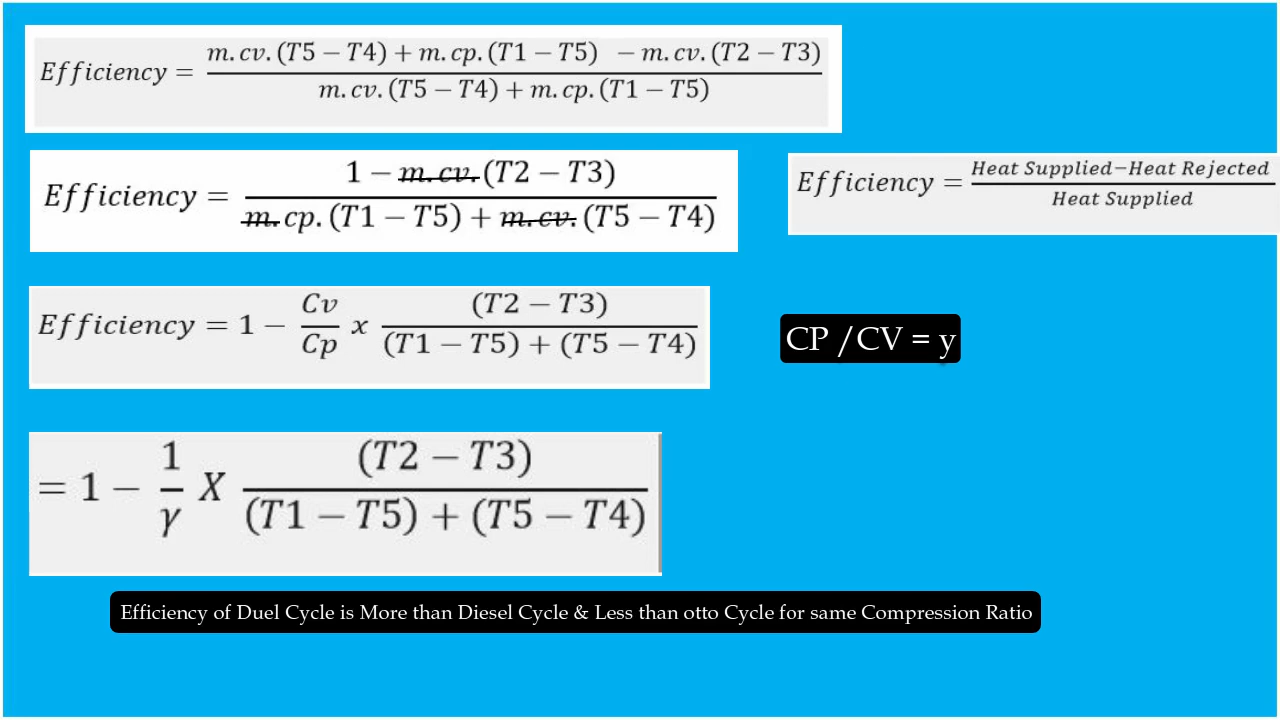 Efficiency = m.cv.(T5 − T4) + m.cp.(T1 − T5) − m.cv.(T2 − T3) / m.cv.(T5 − T4) + m.cp.(T1 − T5)
Efficiency = 1 − m.cv.(T2 − T3) / m.cp.(T1 − T5) + m.cv.(T5 − T4)
Efficiency = Heat Supplied−Heat Rejected / Heat Supplied
Efficiency = 1 − Cv / Cp x (T2 − T3) / (T1 − T5) + (T5 − T4)
CP /CV = y
= 1 − 1 / γ X (T2 − T3) / (T1 − T5) + (T5 − T4)
Efficiency of Duel Cycle is More than Diesel Cycle & Less than otto Cycle for same Compression Ratio